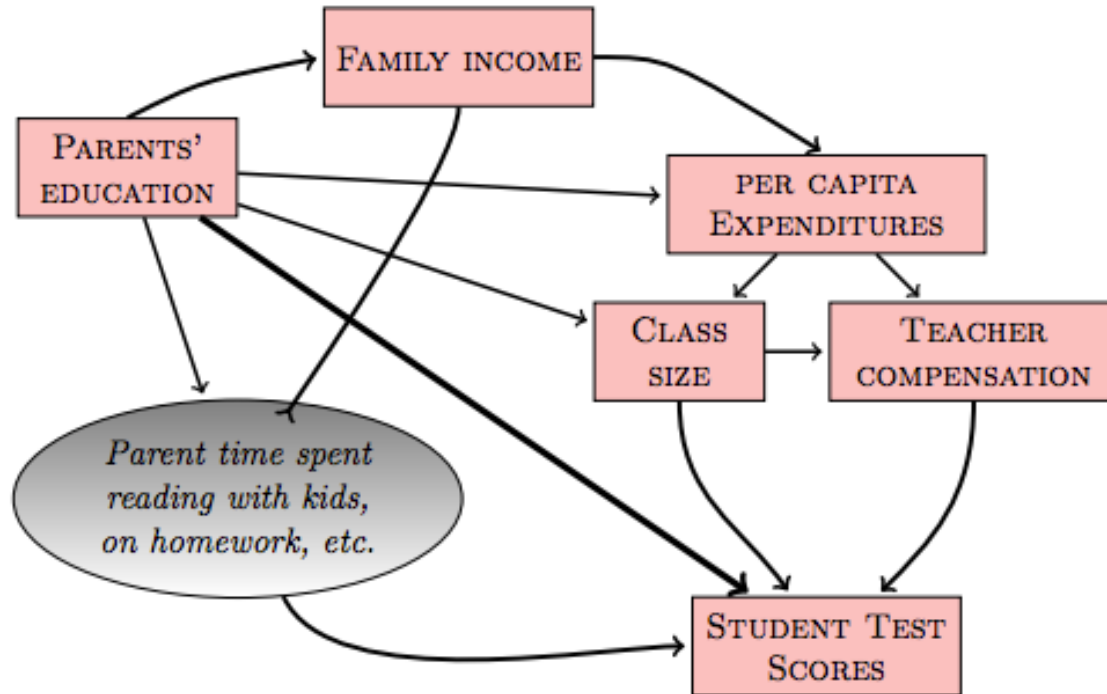 FAMILY INCOME
PARENTS'
EDUCATION
PER CAPITA
EXPENDITURES
CLASS
SIZE
TEACHER
COMPENSATION
Parent time spent
reading with kids,
on homework, etc.
STUDENT TEST
SCORES